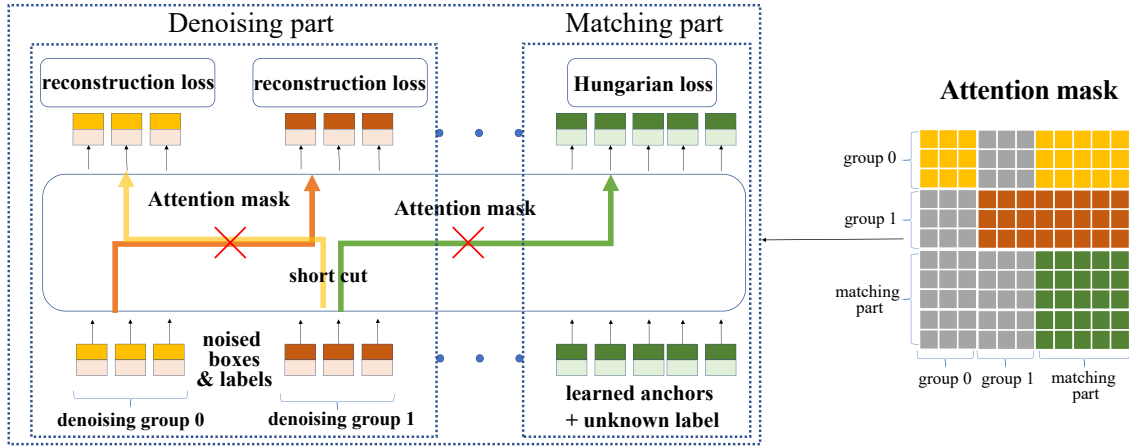 Denoising part
Matching part
reconstruction loss
reconstruction loss
Hungarian loss
Attention mask
Attention mask
short cut
noised
boxes
& labels
denoising group 0
denoising group 1
learned anchors
+ unknown label
Attention mask
group 0
group 1
matching
part
group 0
group 1
matching
part